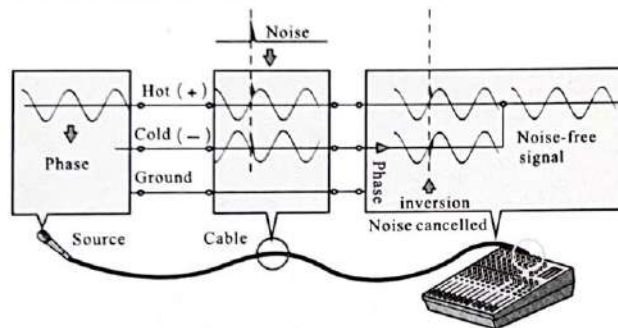 Noise
Hot (+)
Cold (−)
Phase
Ground
Phase
Noise-free
signal
inversion
Noise cancelled
Source
Cable